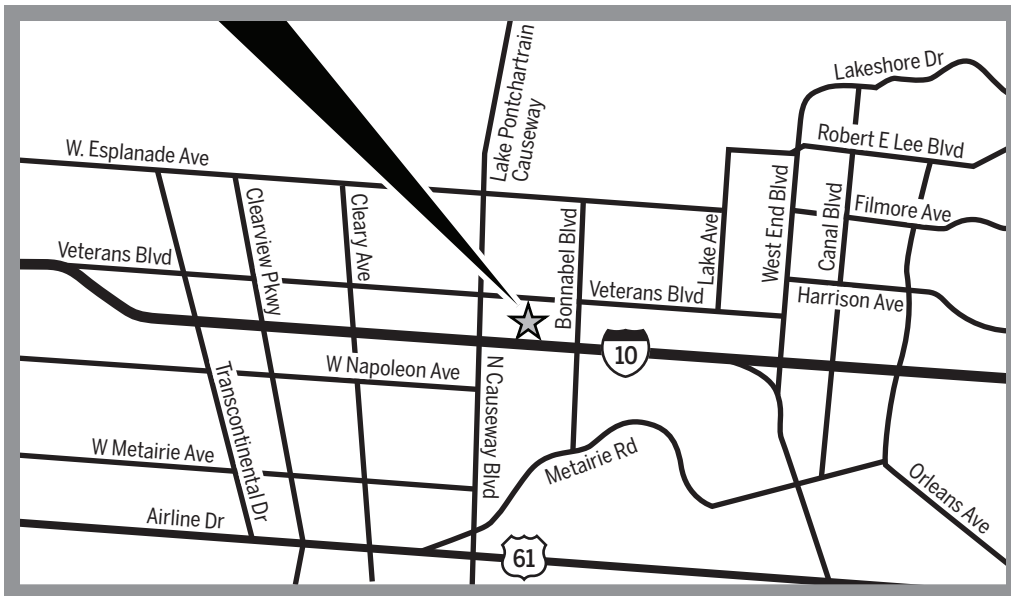 Lake Pontchartrain
Causeway
Lakeshore Dr
Robert E Lee Blvd
W. Esplanade Ave
Clearview Pkwy
Cleary Ave
Bonnabel Blvd
Lake Ave
West End Blvd
Canal Blvd
Filmore Ave
Veterans Blvd
Veterans Blvd
Harrison Ave
10
W Napoleon Ave
N Causeway Blvd
Transcontinental Dr
W Metairie Ave
Metairie Rd
Orleans Ave
Airline Dr
61